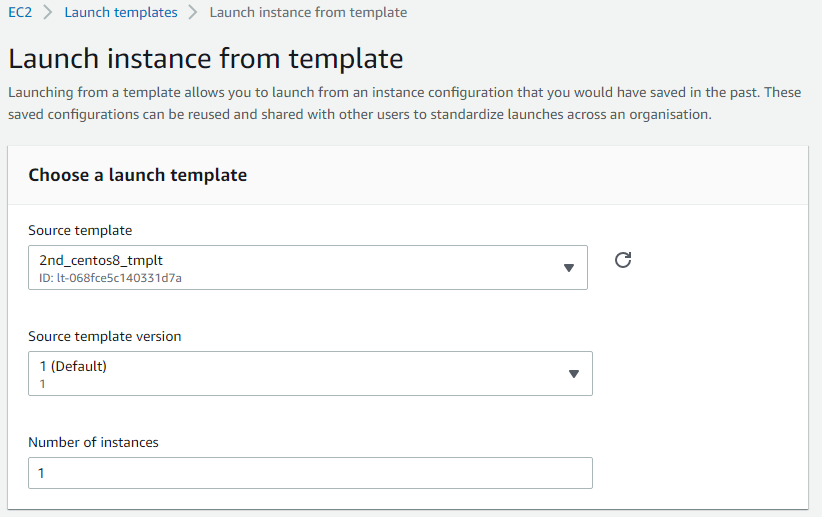 EC2 > Launch templates > Launch instance from template
Launch instance from template
Launching from a template allows you to launch from an instance configuration that you would have saved in the past. These
saved configurations can be reused and shared with other users to standardize launches across an organisation.
Choose a launch template
Source template
2nd_centos8_tmplt
ID: lt-068fce5c140331d7a
Source template version
1 (Default)
1
Number of instances
1